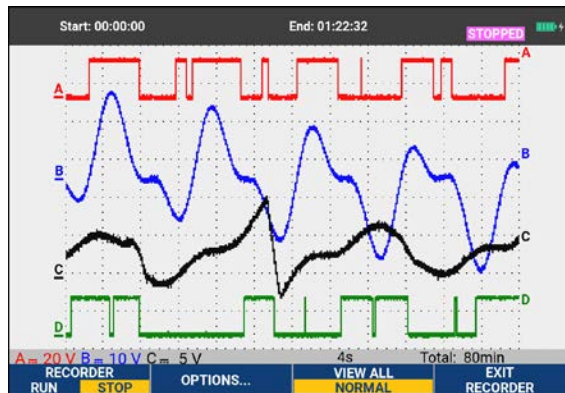 Start: 00:00:00 End: 01:22:32 STOPPED
A A
B B
C C
D D
A = 20 V B = 10 V C = 5 V 4s Total: 80min
RECORDER OPTIONS... VIEW ALL EXIT
RUN STOP NORMAL RECORDER